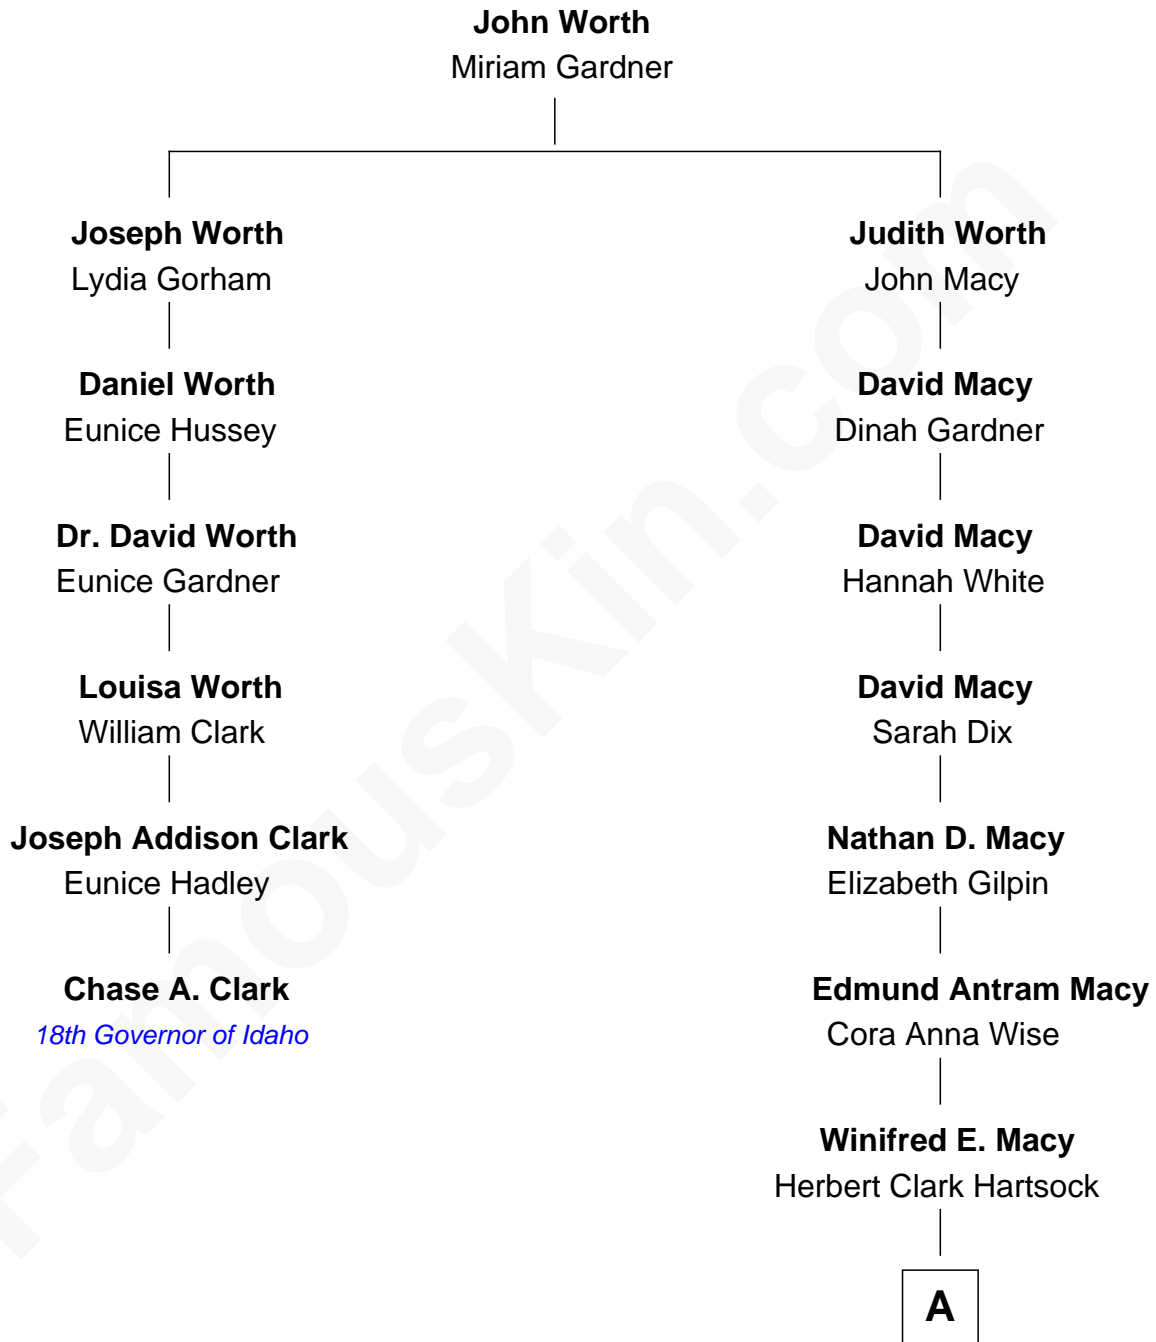 John Worth
Miriam Gardner
Joseph Worth
Lydia Gorham
Judith Worth
John Macy
Daniel Worth
Eunice Hussey
David Macy
Dinah Gardner
Dr. David Worth
Eunice Gardner
David Macy
Hannah White
Louisa Worth
William Clark
David Macy
Sarah Dix
Joseph Addison Clark
Eunice Hadley
Nathan D. Macy
Elizabeth Gilpin
Chase A. Clark
18th Governor of Idaho
Edmund Antram Macy
Cora Anna Wise
Winifred E. Macy
Herbert Clark Hartsock
A
FamousKin.com